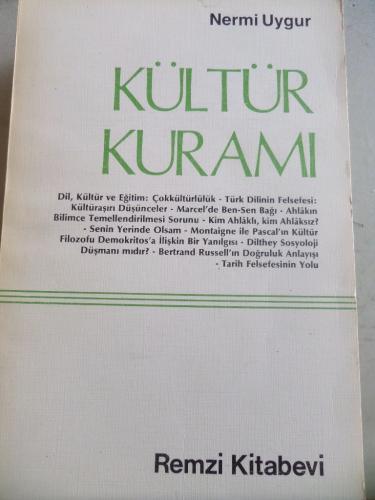 Nermi Uygur
KÜLTÜR
KURAMI
Dil, Kültür ve Eğitim: Çokkültürlülük - Türk Dilinin Felsefesi:
Kültüraşırı Düşünceler - Marcel'de Ben-Sen Bağı - Ahlâkın
Bilimce Temellendirilmesi Sorunu - Kim Ahlâklı, kim Ahlâksız?
- Senin Yerinde Olsam - Montaigne ile Pascal'ın Kültür
Filozofu Demokritos'a İlişkin Bir Yanılgısı - Dilthey Sosyoloji
Düşmanı mıdır? - Bertrand Russell'ın Doğruluk Anlayışı
- Tarih Felsefesinin Yolu
Remzi Kitabevi